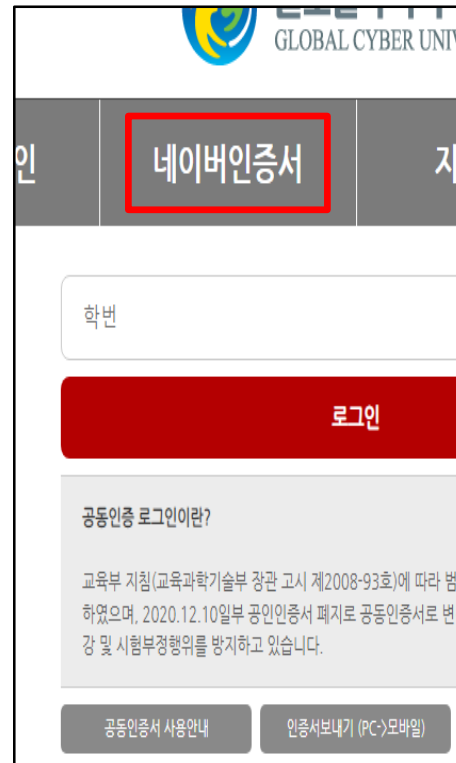 GLOBAL CYBER
인
네이버인증서
학번
로그인
공동인증 로그인이란?
교육부 지침(교육과학기술부 장관 고시 제2008-93호)에 따라 범
하였으며, 2020.12.10일부 공인인증서 폐지로 공동인증서로 변
강 및 시험부정행위를 방지하고 있습니다.
공동인증서 사용안내
인증서보내기 (PC->모바일)